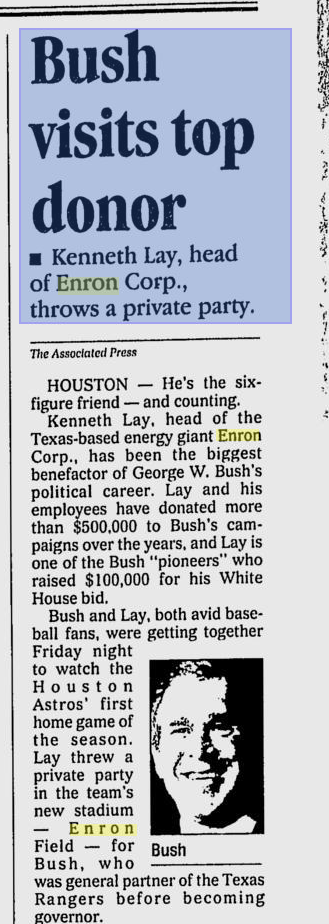 Bush
visits top
donor
■ Kenneth Lay, head
of Enron Corp.,
throws a private party.
The Associated Press
HOUSTON — He's the six-
figure friend — and counting.
Kenneth Lay, head of the
Texas-based energy giant Enron
Corp., has been the biggest
benefactor of George W. Bush's
political career. Lay and his
employees have donated more
than $500,000 to Bush's cam-
paigns over the years, and Lay is
one of the Bush "pioneers" who
raised $100,000 for his White
House bid.
Bush and Lay, both avid base-
ball fans, were getting together
Friday night
to watch the
Houston
Astros' first
home game of
the season.
Lay threw a
private party
in the team's
new stadium
— Enron
Field — for
Bush, who
Bush
was general partner of the Texas
Rangers before becoming
governor.